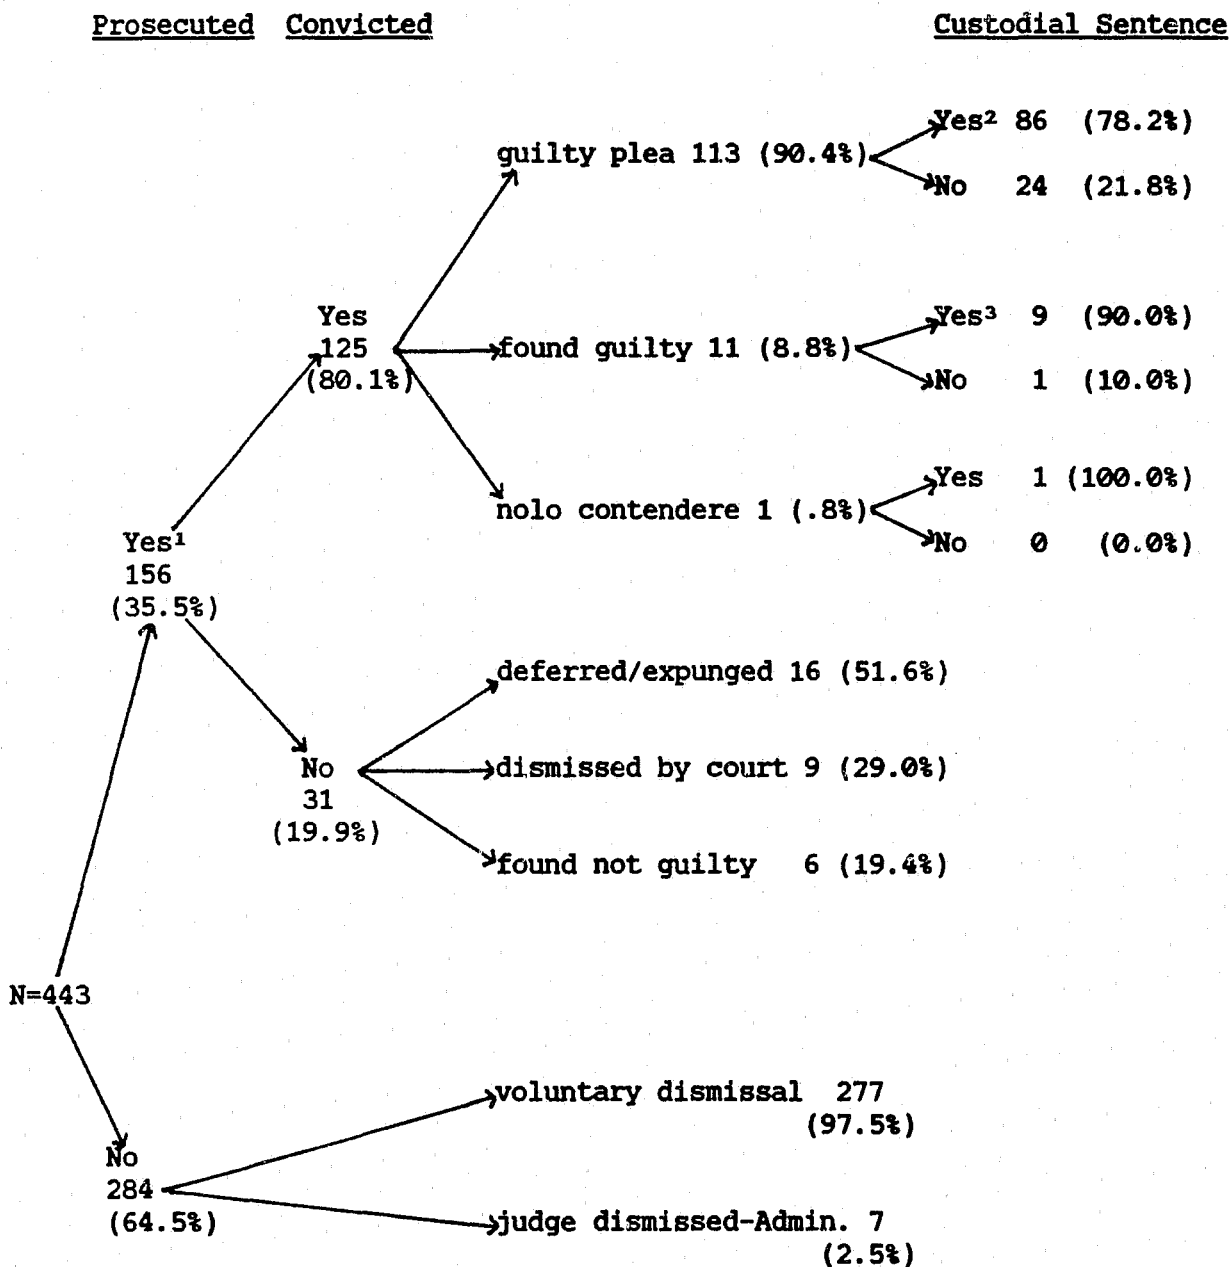 Prosecuted Convicted Custodial Sentence
Yes² 86 (78.2%)
guilty plea 113 (90.4%)
No 24 (21.8%)
Yes
125
(80.1%)
Yes³ 9 (90.0%)
found guilty 11 (8.8%)
No 1 (10.0%)
Yes 1 (100.0%)
nolo contendere 1 (.8%)
No 0 (0.0%)
Yes¹
156
(35.5%)
deferred/expunged 16 (51.6%)
No
31
(19.9%)
dismissed by court 9 (29.0%)
found not guilty 6 (19.4%)
N=443
voluntary dismissal 277
(97.5%)
No
284
(64.5%)
judge dismissed-Admin. 7
(2.5%)